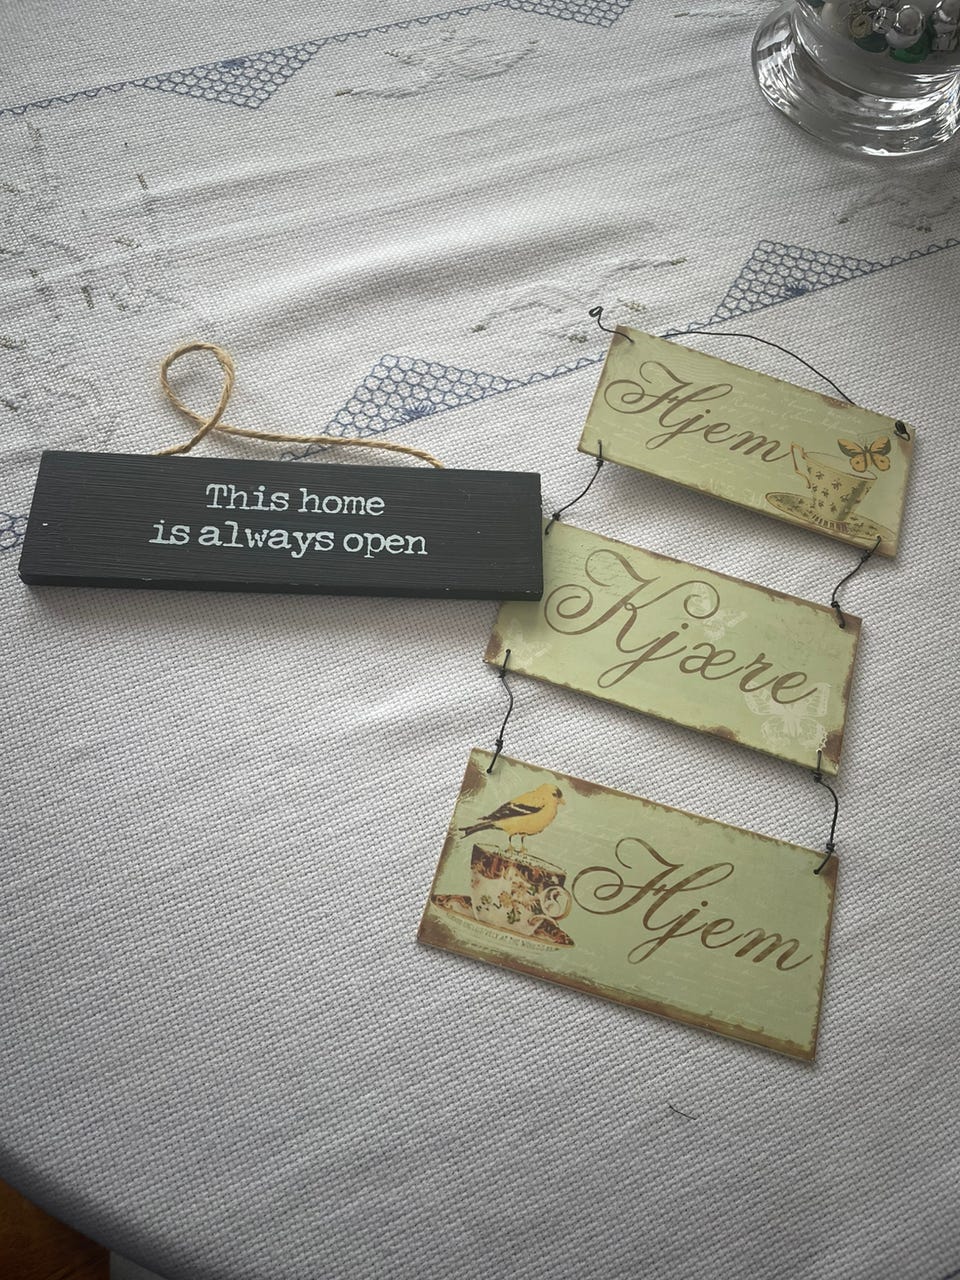 This home
is always open
Hjem
Kjære
Hjem